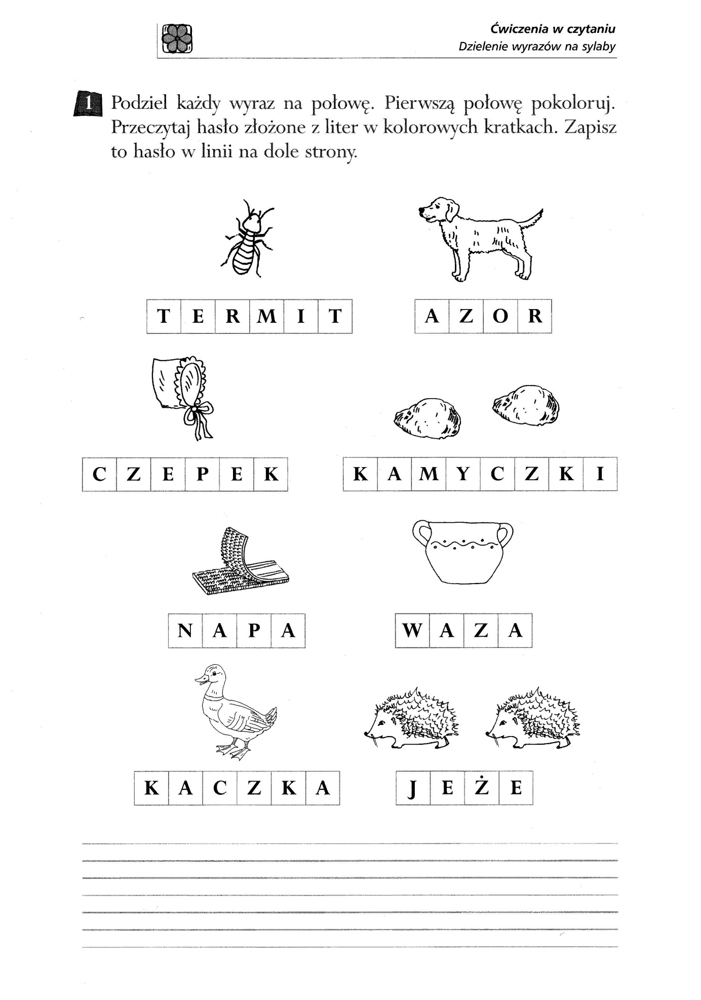 Ćwiczenia w czytaniu
Dzielenie wyrazów na sylaby
1 Podziel każdy wyraz na połowę. Pierwszą połowę pokoloruj.
Przeczytaj hasło złożone z liter w kolorowych kratkach. Zapisz
to hasło w linii na dole strony.
T E R M I T
A Z O R
C Z E P E K
K A M Y C Z K I
N A P A
W A Z A
K A C Z K A
J E Ż E